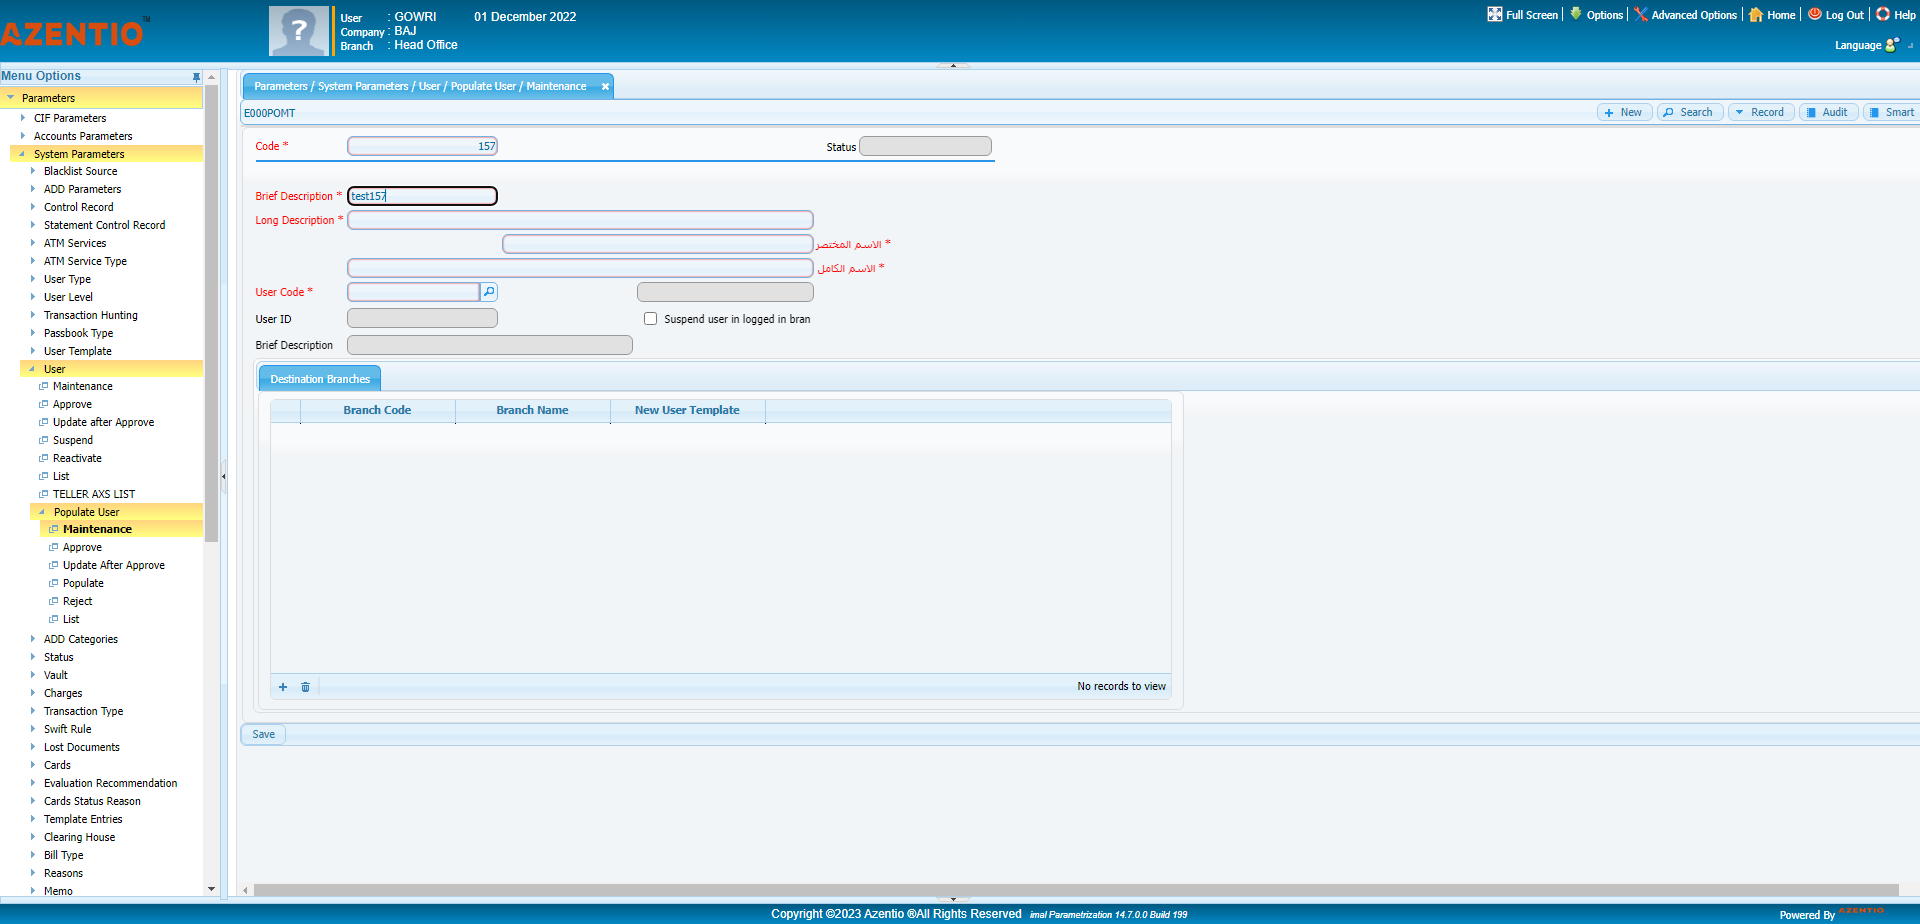 AZENTIO™
User : GOWRI 01 December 2022
Company : BAJ
Branch : Head Office
Full Screen Options Advanced Options Home Log Out Help
Language
Menu Options
Parameters
CIF Parameters
Accounts Parameters
System Parameters
Blacklist Source
ADD Parameters
Control Record
Statement Control Record
ATM Services
ATM Service Type
User Type
User Level
Transaction Hunting
Passbook Type
User Template
User
Maintenance
Approve
Update after Approve
Suspend
Reactivate
List
TELLER AXS LIST
Populate User
Maintenance
Approve
Update After Approve
Populate
Reject
List
ADD Categories
Status
Vault
Charges
Transaction Type
Swift Rule
Lost Documents
Cards
Evaluation Recommendation
Cards Status Reason
Template Entries
Clearing House
Bill Type
Reasons
Memo
Parameters / System Parameters / User / Populate User / Maintenance
E000POMT
New Search Record Audit Smart
Code * 157 Status
Brief Description * test157
Long Description *
الاسم المختصر *
الاسم الكامل *
User Code *
User ID Suspend user in logged in bran
Brief Description
Destination Branches
Branch Code Branch Name New User Template
No records to view
Save
Copyright ©2023 Azentio ®All Rights Reserved imal Parametrization 14.7.0.0 Build 199
Powered By AZENTIO